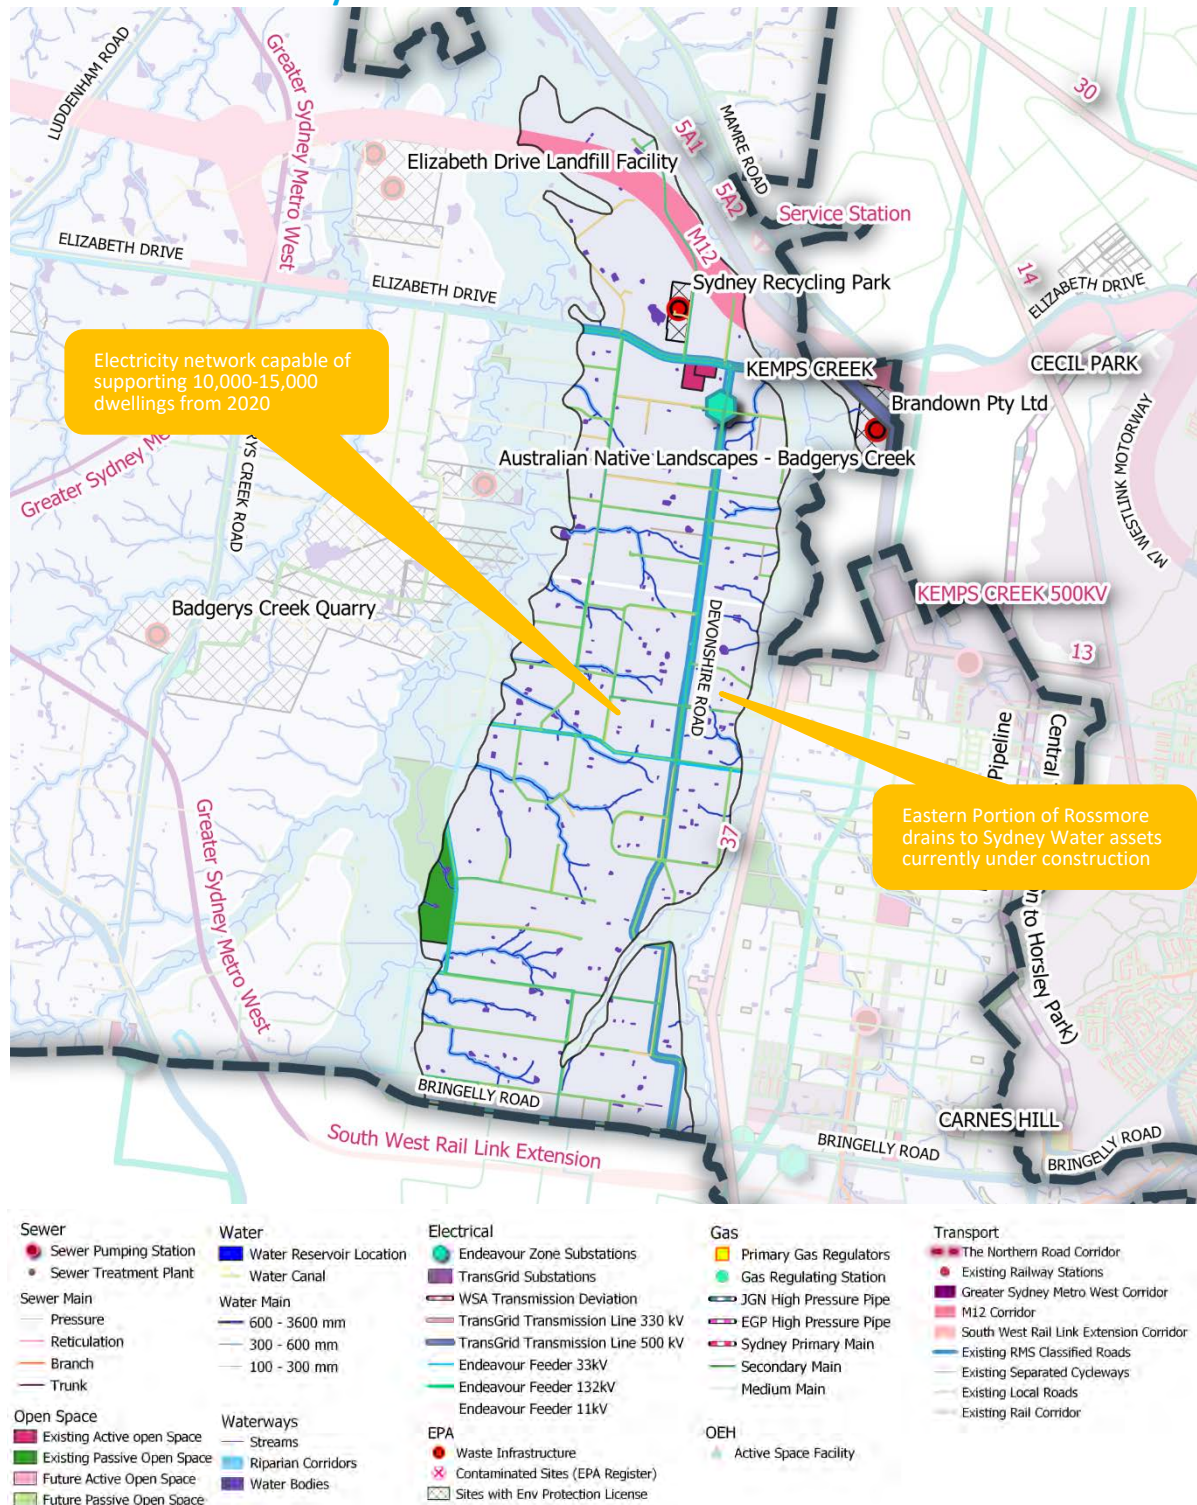 LUDDENHAM ROAD
Greater Sydney Metro West
MAMRE ROAD
30
5A1
Elizabeth Drive Landfill Facility
5A2
Service Station
M12
ELIZABETH DRIVE
14
ELIZABETH DRIVE
ELIZABETH DRIVE
Sydney Recycling Park
Electricity network capable of
supporting 10,000-15,000
dwellings from 2020
KEMPS CREEK
CECIL PARK
Brandown Pty Ltd
M7 WESTLINK MOTORWAY
Greater Sydney
RYS CREEK ROAD
Australian Native Landscapes - Badgerys Creek
KEMPS CREEK 500KV
Badgerys Creek Quarry
DEVONSHIRE ROAD
13
Pipeline
Central
Greater Sydney Metro West
37
Eastern Portion of Rossmore
drains to Sydney Water assets
currently under construction
n to Horsley Park)
BRINGELLY ROAD
CARNES HILL
South West Rail Link Extension
BRINGELLY ROAD
BRINGELLY ROAD
Sewer
Sewer Pumping Station
Sewer Treatment Plant
Sewer Main
Pressure
Reticulation
Branch
Trunk
Open Space
Existing Active open Space
Existing Passive Open Space
Future Active Open Space
Future Passive Open Space
Water
Water Reservoir Location
Water Canal
Water Main
600 - 3600 mm
300 - 600 mm
100 - 300 mm
Waterways
Streams
Riparian Corridors
Water Bodies
Electrical
Endeavour Zone Substations
TransGrid Substations
WSA Transmission Deviation
TransGrid Transmission Line 330 kV
TransGrid Transmission Line 500 kV
Endeavour Feeder 33kV
Endeavour Feeder 132kV
Endeavour Feeder 11kV
EPA
Waste Infrastructure
Contaminated Sites (EPA Register)
Sites with Env Protection License
Gas
Primary Gas Regulators
Gas Regulating Station
JGN High Pressure Pipe
EGP High Pressure Pipe
Sydney Primary Main
Secondary Main
Medium Main
OEH
Active Space Facility
Transport
The Northern Road Corridor
Existing Railway Stations
Greater Sydney Metro West Corridor
M12 Corridor
South West Rail Link Extension Corridor
Existing RMS Classified Roads
Existing Separated Cycleways
Existing Local Roads
Existing Rail Corridor